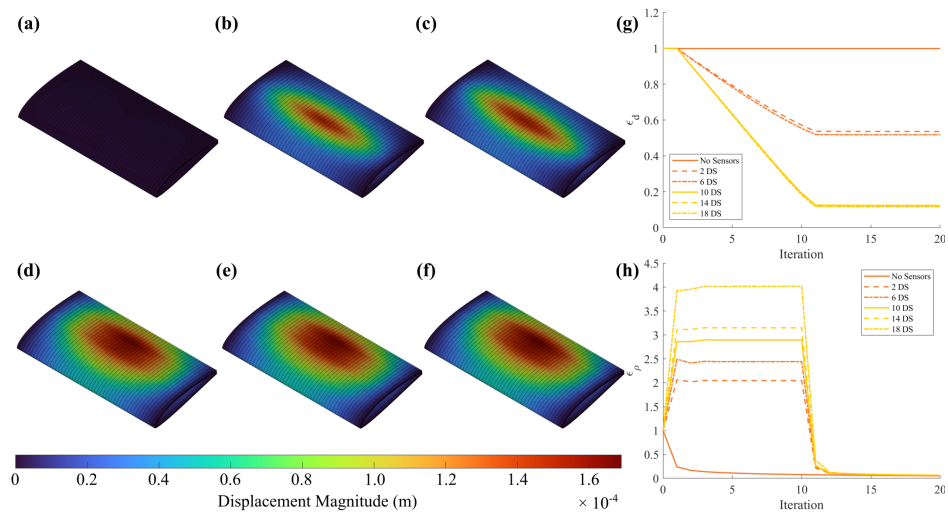 (a)
(b)
(c)
(d)
(e)
(f)
0 0.2 0.4 0.6 0.8 1.0 1.2 1.4 1.6
Displacement Magnitude (m) × 10⁻⁴
(g)
1.2
1
0.8
0.6
0.4
0.2
0
ϵd
No Sensors
2 DS
6 DS
10 DS
14 DS
18 DS
0 5 10 15 20
Iteration
(h)
4.5
4
3.5
3
2.5
2
1.5
1
0.5
0
ϵρ
No Sensors
2 DS
6 DS
10 DS
14 DS
18 DS
0 5 10 15 20
Iteration